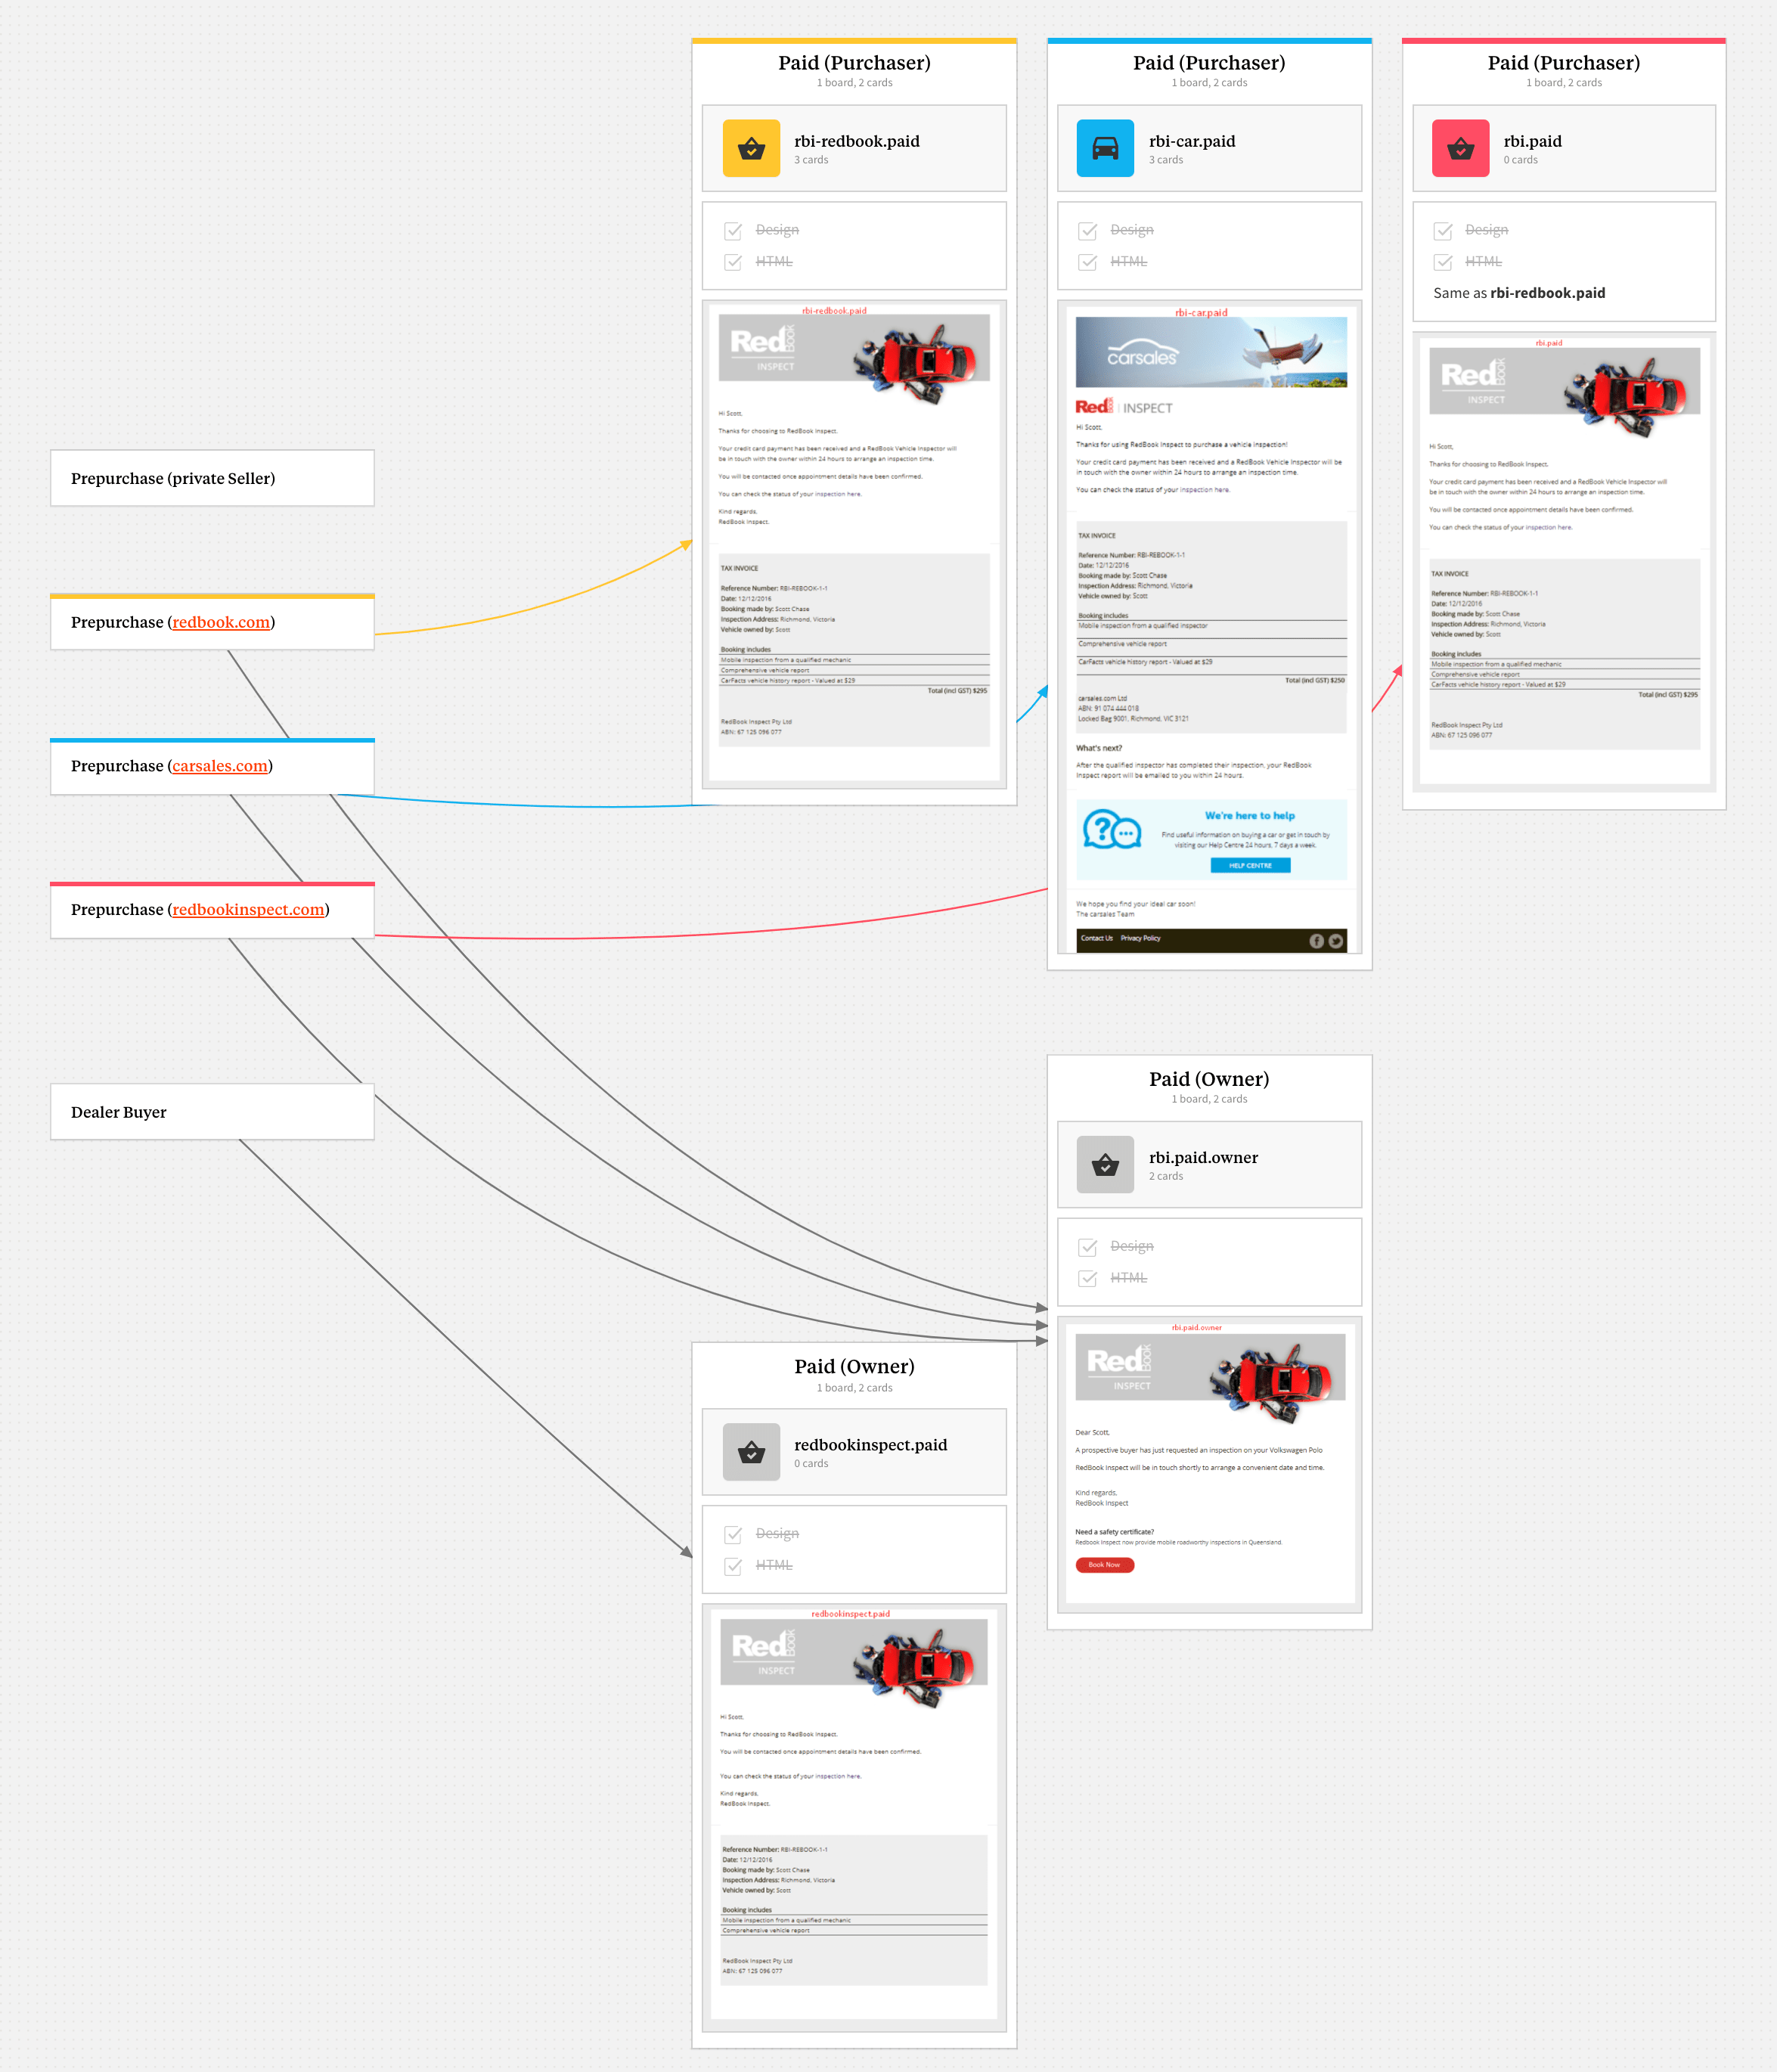 Paid (Purchaser)
1 board, 2 cards
rbi-redbook.paid
3 cards
Design
HTML
rbi-redbook.paid
Red Book
INSPECT
Hi Scott,
Thanks for choosing to RedBook Inspect.
Your credit card payment has been received and a RedBook Vehicle Inspector will
be in touch with the owner within 24 hours to arrange an inspection time.
You will be contacted once appointment details have been confirmed.
You can check the status of your inspection here.
Kind regards,
RedBook Inspect.
TAX INVOICE
Reference Number: RBI-REBOOK-1-1
Date: 12/12/2016
Booking made by: Scott Chase
Inspection Address: Richmond, Victoria
Vehicle owned by: Scott
Booking includes
Mobile inspection from a qualified mechanic
Comprehensive vehicle report
CarFacts vehicle history report - Valued at $29
Total (incl GST) $295
RedBook Inspect Pty Ltd
ABN: 67 125 096 077
Paid (Purchaser)
1 board, 2 cards
rbi-car.paid
3 cards
Design
HTML
rbi-car.paid
carsales
Red Book INSPECT
Hi Scott,
Thanks for using RedBook Inspect to purchase a vehicle inspection!
Your credit card payment has been received and a RedBook Vehicle Inspector will be
in touch with the owner within 24 hours to arrange an inspection time.
You can check the status of your inspection here.
TAX INVOICE
Reference Number: RBI-REBOOK-1-1
Date: 12/12/2016
Booking made by: Scott Chase
Inspection Address: Richmond, Victoria
Vehicle owned by: Scott
Booking includes
Mobile inspection from a qualified inspector
Comprehensive vehicle report
CarFacts vehicle history report - Valued at $29
Total (incl GST) $250
carsales.com Ltd
ABN: 91 074 444 018
Locked Bag 9001, Richmond, VIC 3121
What's next?
After the qualified inspector has completed their inspection, your RedBook
Inspect report will be emailed to you within 24 hours.
We're here to help
Find useful information on buying a car or get in touch by
visiting our Help Centre 24 hours, 7 days a week.
HELP CENTRE
We hope you find your ideal car soon!
The carsales Team
Contact Us Privacy Policy
Paid (Purchaser)
1 board, 2 cards
rbi.paid
0 cards
Design
HTML
Same as rbi-redbook.paid
rbi.paid
Red Book
INSPECT
Hi Scott,
Thanks for choosing to RedBook Inspect.
Your credit card payment has been received and a RedBook Vehicle Inspector will
be in touch with the owner within 24 hours to arrange an inspection time.
You will be contacted once appointment details have been confirmed.
You can check the status of your inspection here.
TAX INVOICE
Reference Number: RBI-REBOOK-1-1
Date: 12/12/2016
Booking made by: Scott Chase
Inspection Address: Richmond, Victoria
Vehicle owned by: Scott
Booking includes
Mobile inspection from a qualified mechanic
Comprehensive vehicle report
CarFacts vehicle history report - Valued at $29
Total (incl GST) $295
RedBook Inspect Pty Ltd
ABN: 67 125 096 077
Prepurchase (private Seller)
Prepurchase (redbook.com)
Prepurchase (carsales.com)
Prepurchase (redbookinspect.com)
Dealer Buyer
Paid (Owner)
1 board, 2 cards
rbi.paid.owner
2 cards
Design
HTML
rbi.paid.owner
Red Book
INSPECT
Dear Scott,
A prospective buyer has just requested an inspection on your Volkswagen Polo
RedBook Inspect will be in touch shortly to arrange a convenient date and time.
Kind regards,
RedBook Inspect
Need a safety certificate?
Redbook Inspect now provide mobile roadworthy inspections in Queensland.
Book Now
Paid (Owner)
1 board, 2 cards
redbookinspect.paid
0 cards
Design
HTML
redbookinspect.paid
Red Book
INSPECT
Hi Scott,
Thanks for choosing to RedBook Inspect.
You will be contacted once appointment details have been confirmed.
You can check the status of your inspection here.
Kind regards,
RedBook Inspect.
Reference Number: RBI-REBOOK-1-1
Date: 12/12/2016
Booking made by: Scott Chase
Inspection Address: Richmond, Victoria
Vehicle owned by: Scott
Booking includes
Mobile inspection from a qualified mechanic
Comprehensive vehicle report
RedBook Inspect Pty Ltd
ABN: 67 125 096 077